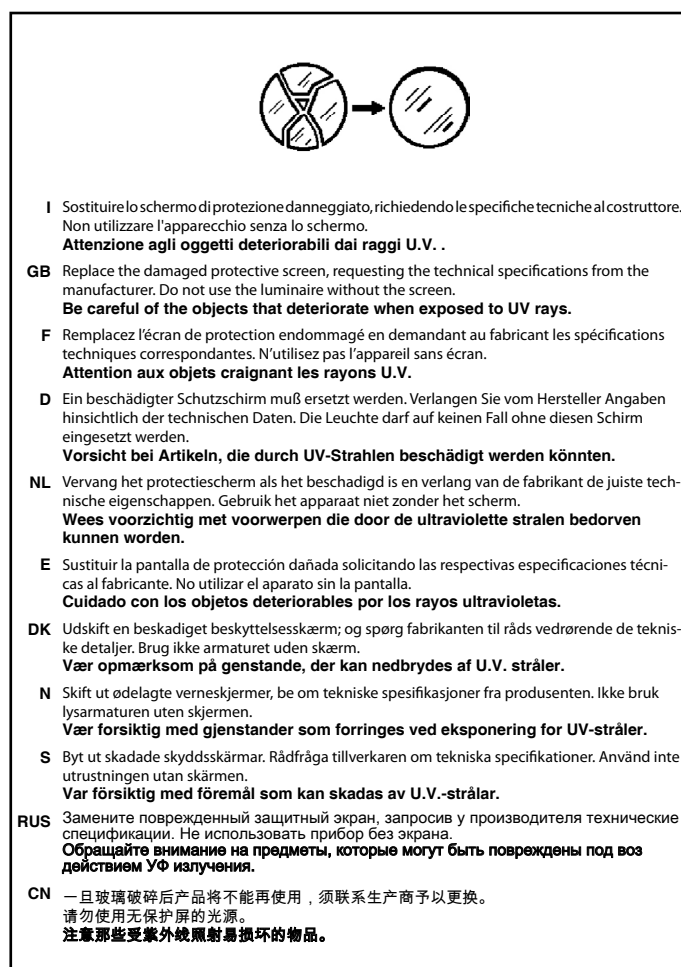 I Sostituire lo schermo di protezione danneggiato, richiedendo le specifiche tecniche al costruttore.
Non utilizzare l'apparecchio senza lo schermo.
Attenzione agli oggetti deteriorabili dai raggi U.V. .
GB Replace the damaged protective screen, requesting the technical specifications from the
manufacturer. Do not use the luminaire without the screen.
Be careful of the objects that deteriorate when exposed to UV rays.
F Remplacez l’écran de protection endommagé en demandant au fabricant les spécifications
techniques correspondantes. N’utilisez pas l’appareil sans écran.
Attention aux objets craignant les rayons U.V.
D Ein beschädigter Schutzschirm muß ersetzt werden. Verlangen Sie vom Hersteller Angaben
hinsichtlich der technischen Daten. Die Leuchte darf auf keinen Fall ohne diesen Schirm
eingesetzt werden.
Vorsicht bei Artikeln, die durch UV-Strahlen beschädigt werden könnten.
NL Vervang het protectiescherm als het beschadigd is en verlang van de fabrikant de juiste tech-
nische eigenschappen. Gebruik het apparaat niet zonder het scherm.
Wees voorzichtig met voorwerpen die door de ultraviolette stralen bedorven
kunnen worden.
E Sustituir la pantalla de protección dañada solicitando las respectivas especificaciones técni-
cas al fabricante. No utilizar el aparato sin la pantalla.
Cuidado con los objetos deteriorables por los rayos ultravioletas.
DK Udskift en beskadiget beskyttelsesskærm; og spørg fabrikanten til råds vedrørende de teknis-
ke detaljer. Brug ikke armaturet uden skærm.
Vær opmærksom på genstande, der kan nedbrydes af U.V. stråler.
N Skift ut ødelagte verneskjermer, be om tekniske spesifikasjoner fra produsenten. Ikke bruk
lysarmaturen uten skjermen.
Vær forsiktig med gjenstander som forringes ved eksponering for UV-stråler.
S Byt ut skadade skyddsskärmar. Rådfråga tillverkaren om tekniska specifikationer. Använd inte
utrustningen utan skärmen.
Var försiktig med föremål som kan skadas av U.V.-strålar.
RUS Замените поврежденный защитный экран, запросив у производителя технические
спецификации. Не использовать прибор без экрана.
Обращайте внимание на предметы, которые могут быть повреждены под воз
действием УФ излучения.
CN 一旦玻璃破碎后产品将不能再使用，须联系生产商予以更换。
请勿使用无保护屏的光源。
注意那些受紫外线照射易损坏的物品。